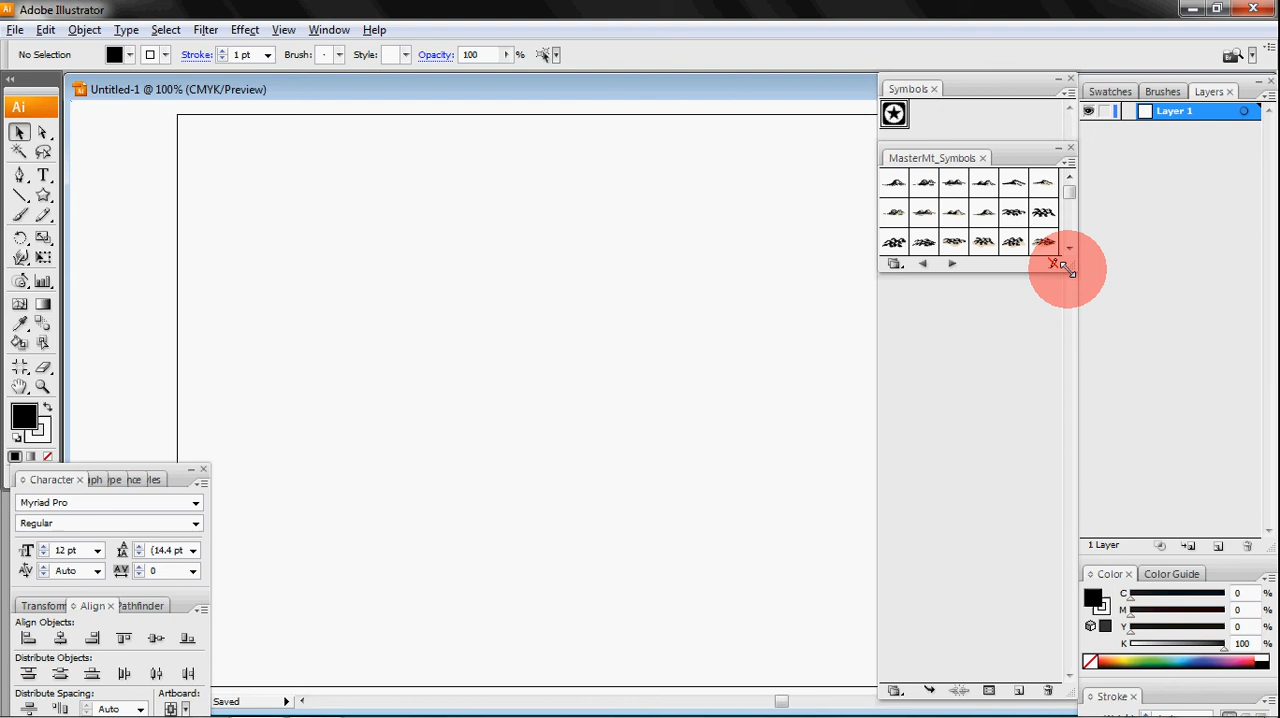 Ai Adobe Illustrator
File Edit Object Type Select Filter Effect View Window Help
No Selection Stroke: 1 pt Brush: Style: Opacity: 100 %
Untitled-1 @ 100% (CMYK/Preview)
Symbols
Swatches Brushes Layers
Ai
Layer 1
MasterMt_Symbols
Character
Myriad Pro
Regular
12 pt (14.4 pt
Auto 0
1 Layer
Color Color Guide
C 0 %
M 0 %
Y 0 %
K 100 %
Transform Align Pathfinder
Align Objects:
Distribute Objects:
Distribute Spacing: Artboard:
Auto
Saved
Stroke